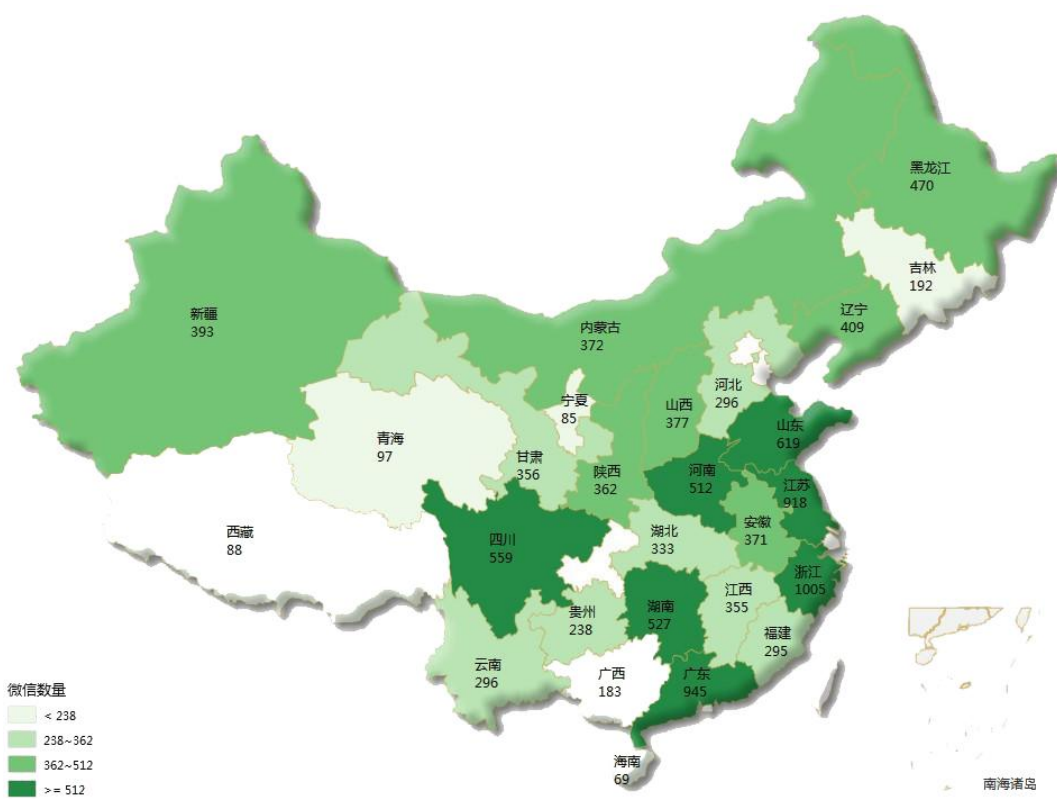 黑龙江
470
吉林
192
辽宁
409
新疆
393
内蒙古
372
河北
296
宁夏
85
山西
377
山东
619
青海
97
甘肃
356
陕西
362
河南
512
江苏
918
西藏
88
四川
559
湖北
333
安徽
371
浙江
1005
贵州
238
湖南
527
江西
355
福建
295
云南
296
广西
183
广东
945
海南
69
微信数量
< 238
238~362
362~512
>= 512
南海诸岛